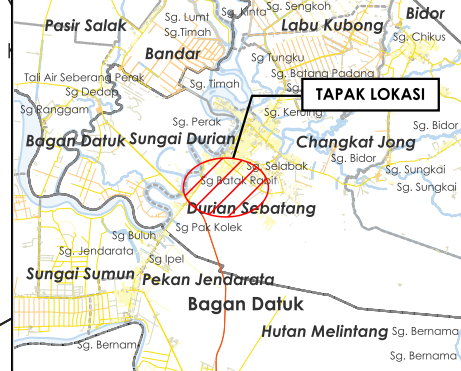 Sg. Lumt
Sg. Kinta
Sg. Sengkoh
Bidor
Pasir Salak
Sg.Timah
Labu Kubong
Sg. Chikus
Bandar
Sg Tungku
Tali Air Seberang Perak
Sg. Batang Padang
Sg Dedap
Sg. Timah
Sg.
TAPAK LOKASI
Sg Ranggam
Sg. Perak
Sg. Kerung
Sg. Bidor
Bagan Datuk
Sungai Durian
Changkat Jong
Sg. Bidor
Sg. Selabak
Sg. Sungkai
Sg Batak Rabit
Sg. Sungkai
Durian Sebatang
Sg Pak Kolek
Sg Buluh
Sg. Jendarata
Sg Ipel
Sungai Sumun
Pekan Jendarata
Bagan Datuk
Hutan Melintang
Sg. Bernama
Sg. Bernam
Sg. Bernama